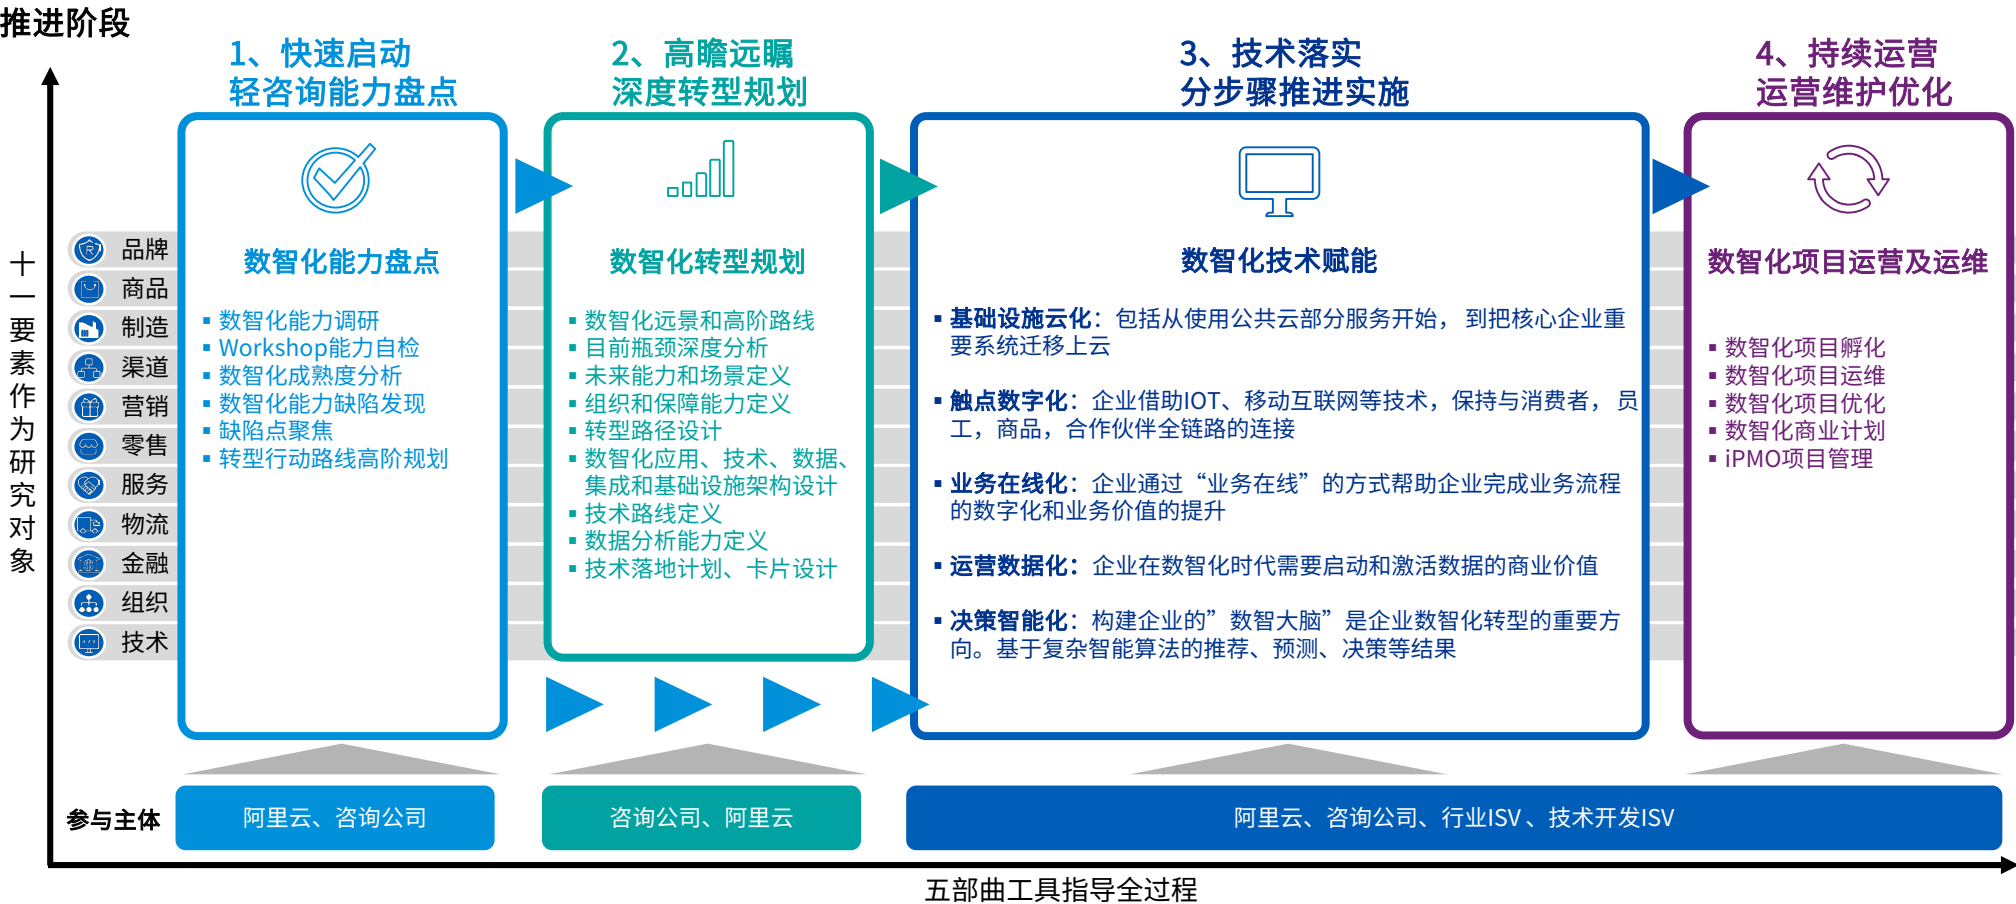 推进阶段
1、快速启动
轻咨询能力盘点
2、高瞻远瞩
深度转型规划
3、技术落实
分步骤推进实施
4、持续运营
运营维护优化
十一要素作为研究对象
品牌
商品
制造
渠道
营销
零售
服务
物流
金融
组织
技术
数智化能力盘点
▪ 数智化能力调研
▪ Workshop能力自检
▪ 数智化成熟度分析
▪ 数智化能力缺陷发现
▪ 缺陷点聚焦
▪ 转型行动路线高阶规划
数智化转型规划
▪ 数智化远景和高阶路线
▪ 目前瓶颈深度分析
▪ 未来能力和场景定义
▪ 组织和保障能力定义
▪ 转型路径设计
▪ 数智化应用、技术、数据、
集成和基础设施架构设计
▪ 技术路线定义
▪ 数据分析能力定义
▪ 技术落地计划、卡片设计
数智化技术赋能
▪ 基础设施云化：包括从使用公共云部分服务开始， 到把核心企业重
要系统迁移上云
▪ 触点数字化：企业借助IOT、移动互联网等技术，保持与消费者， 员
工，商品，合作伙伴全链路的连接
▪ 业务在线化：企业通过“业务在线”的方式帮助企业完成业务流程
的数字化和业务价值的提升
▪ 运营数据化：企业在数智化时代需要启动和激活数据的商业价值
▪ 决策智能化：构建企业的”数智大脑”是企业数智化转型的重要方
向。基于复杂智能算法的推荐、预测、决策等结果
数智化项目运营及运维
▪ 数智化项目孵化
▪ 数智化项目运维
▪ 数智化项目优化
▪ 数智化商业计划
▪ iPMO项目管理
参与主体
阿里云、咨询公司
咨询公司、阿里云
阿里云、咨询公司、行业ISV 、技术开发ISV
五部曲工具指导全过程